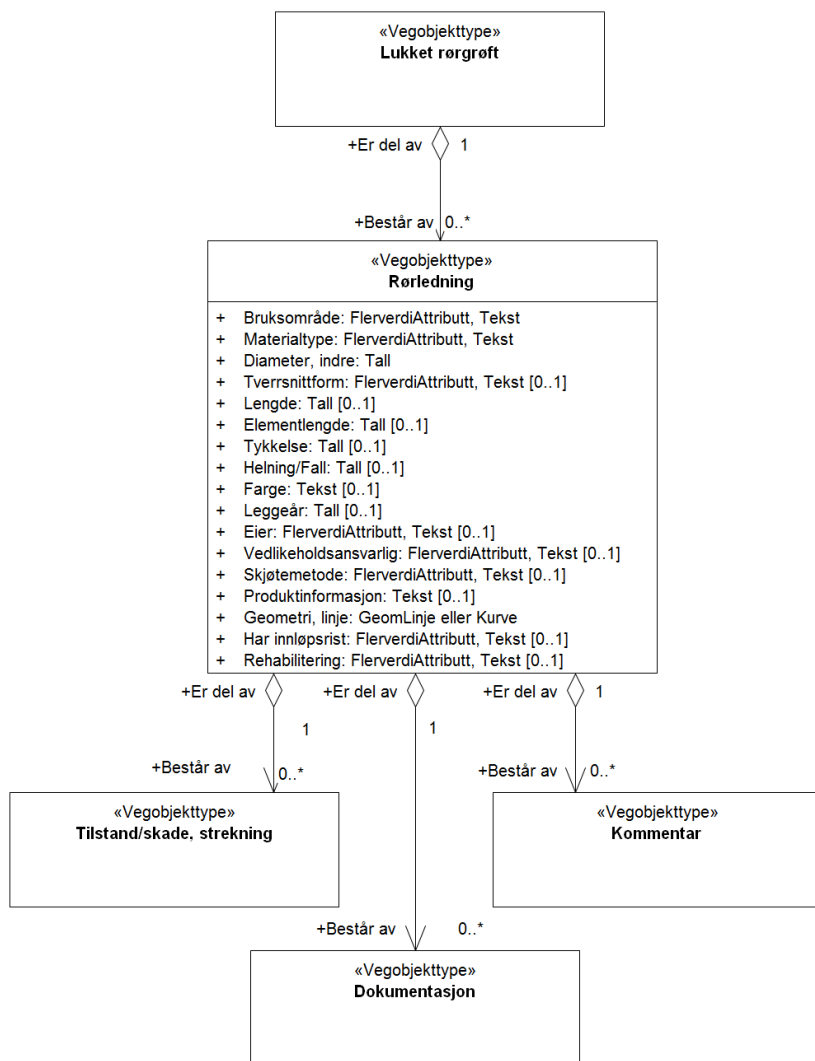 «Vegobjekttype»
Lukket rørgrøft
+Er del av 1
+Består av 0..*
«Vegobjekttype»
Rørledning
+ Bruksområde: FlerverdiAttributt, Tekst
+ Materialtype: FlerverdiAttributt, Tekst
+ Diameter, indre: Tall
+ Tverrsnittform: FlerverdiAttributt, Tekst [0..1]
+ Lengde: Tall [0..1]
+ Elementlengde: Tall [0..1]
+ Tykkelse: Tall [0..1]
+ Helning/Fall: Tall [0..1]
+ Farge: Tekst [0..1]
+ Leggeår: Tall [0..1]
+ Eier: FlerverdiAttributt, Tekst [0..1]
+ Vedlikeholdsansvarlig: FlerverdiAttributt, Tekst [0..1]
+ Skjøtemetode: FlerverdiAttributt, Tekst [0..1]
+ Produktinformasjon: Tekst [0..1]
+ Geometri, linje: GeomLinje eller Kurve
+ Har innløpsrist: FlerverdiAttributt, Tekst [0..1]
+ Rehabilitering: FlerverdiAttributt, Tekst [0..1]
+Er del av +Er del av +Er del av 1
1 1
+Består av 0..* +Består av 0..*
«Vegobjekttype» «Vegobjekttype»
Tilstand/skade, strekning Kommentar
+Består av 0..*
«Vegobjekttype»
Dokumentasjon